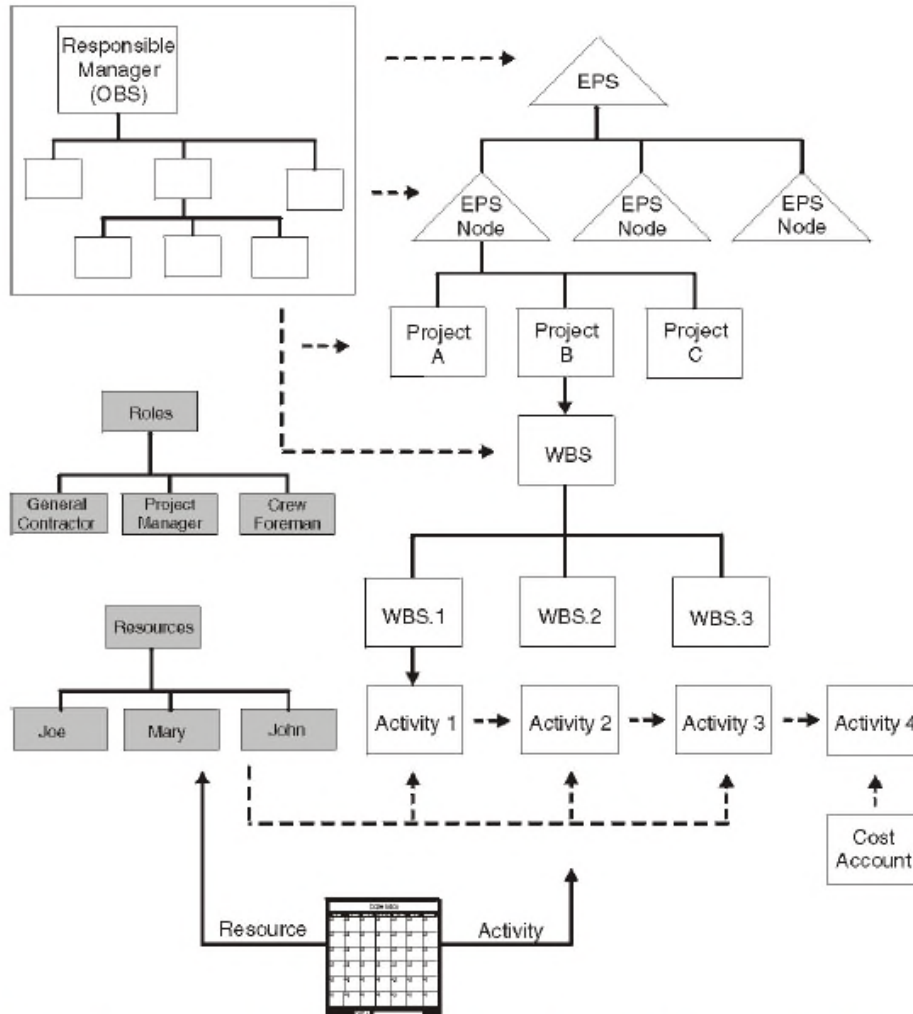 Responsible
Manager
(OBS)
EPS
EPS
Node
EPS
Node
EPS
Node
Project
A
Project
B
Project
C
Roles
WBS
General
Contractor
Project
Manager
Crew
Foreman
WBS.1
WBS.2
WBS.3
Resources
Joe
Mary
John
Activity 1
Activity 2
Activity 3
Activity 4
Cost
Account
Resource
Activity